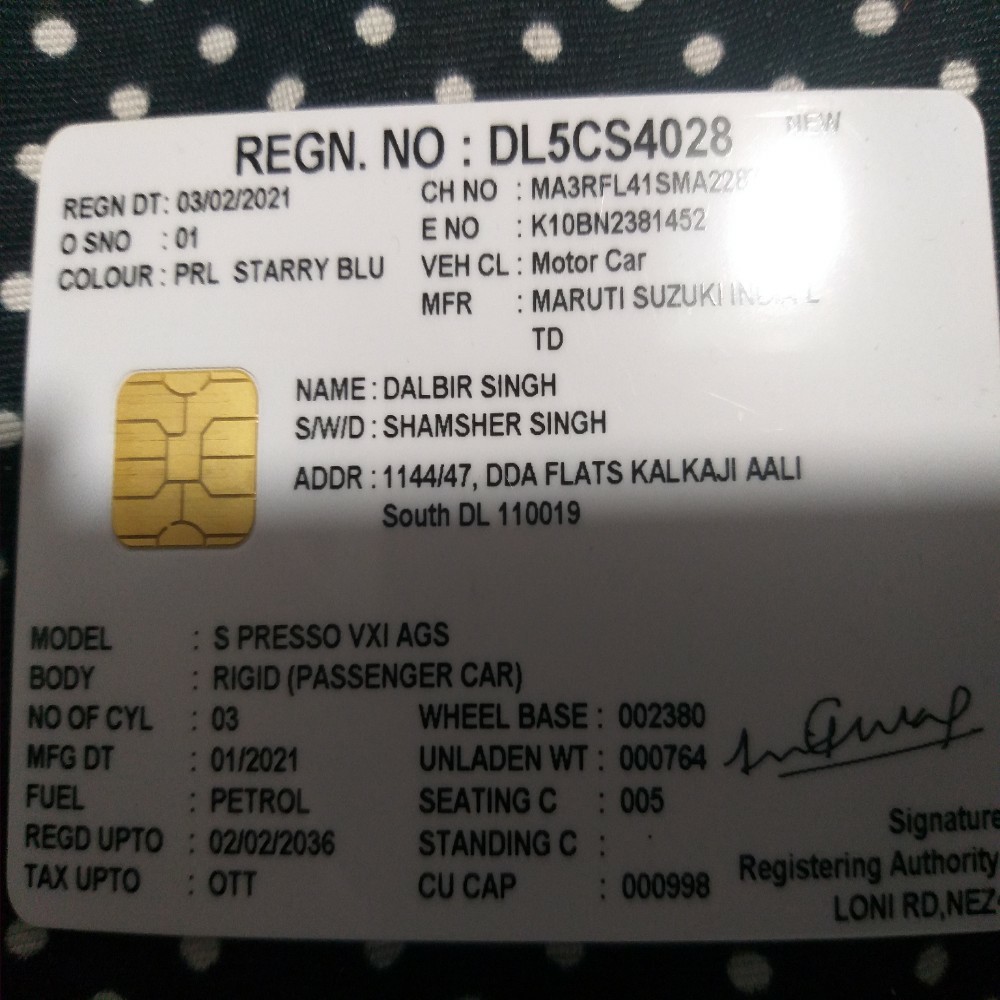 NEW
REGN. NO : DL5CS4028
REGN DT : 03/02/2021
O SNO : 01
COLOUR : PRL STARRY BLU
CH NO :
E NO : K10BN2381452
VEH CL : Motor Car
MFR : MARUTI SUZUKI INDIA L
TD
NAME : DALBIR SINGH
S/W/D : SHAMSHER SINGH
ADDR : 1144/47, DDA FLATS KALKAJI AALI
South DL 110019
MODEL : S PRESSO VXI AGS
BODY : RIGID (PASSENGER CAR)
NO OF CYL : 03
MFG DT : 01/2021
FUEL : PETROL
REGD UPTO : 02/02/2036
TAX UPTO : OTT
WHEEL BASE : 002380
UNLADEN WT : 000764
SEATING C : 005
STANDING C :
CU CAP : 000998
Signature
Registering Authority
LONI RD,NEZ